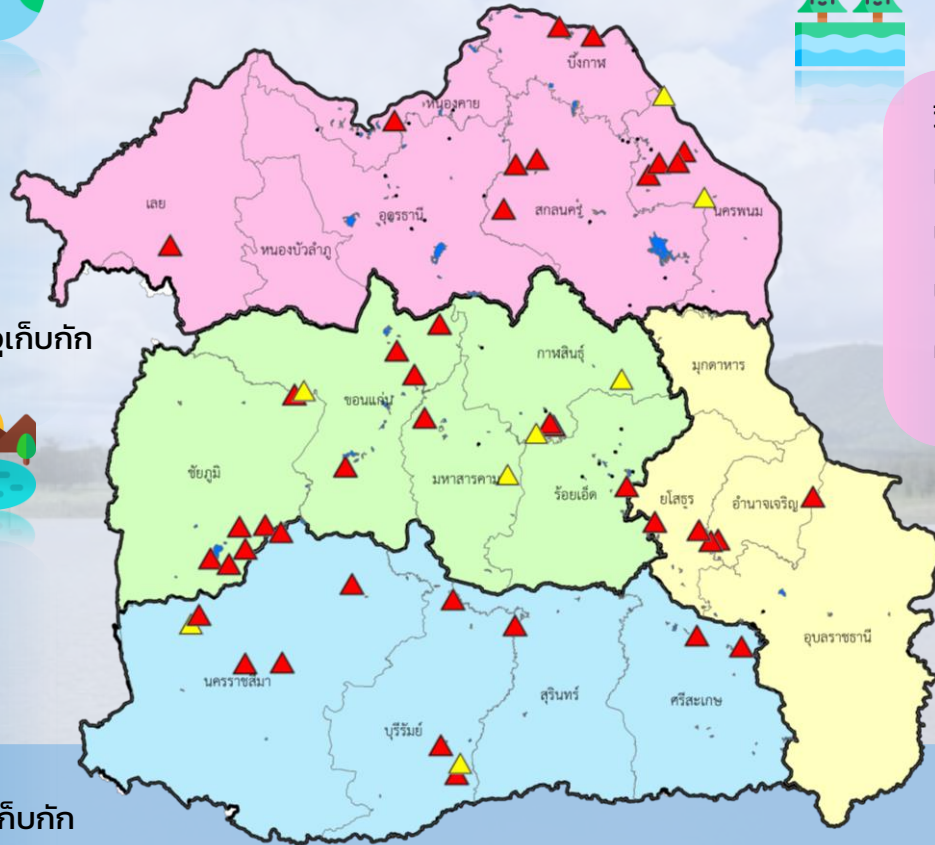 บึงกาฬ
หนองคาย
เลย
อุดรธานี
สกลนคร
นครพนม
หนองบัวลำภู
เก็บกัก
กาฬสินธุ์
มุกดาหาร
ขอนแก่น
ชัยภูมิ
มหาสารคาม
ร้อยเอ็ด
ยโสธร
อำนาจเจริญ
อุบลราชธานี
นครราชสีมา
สุรินทร์
ศรีสะเกษ
บุรีรัมย์
ก็บกัก